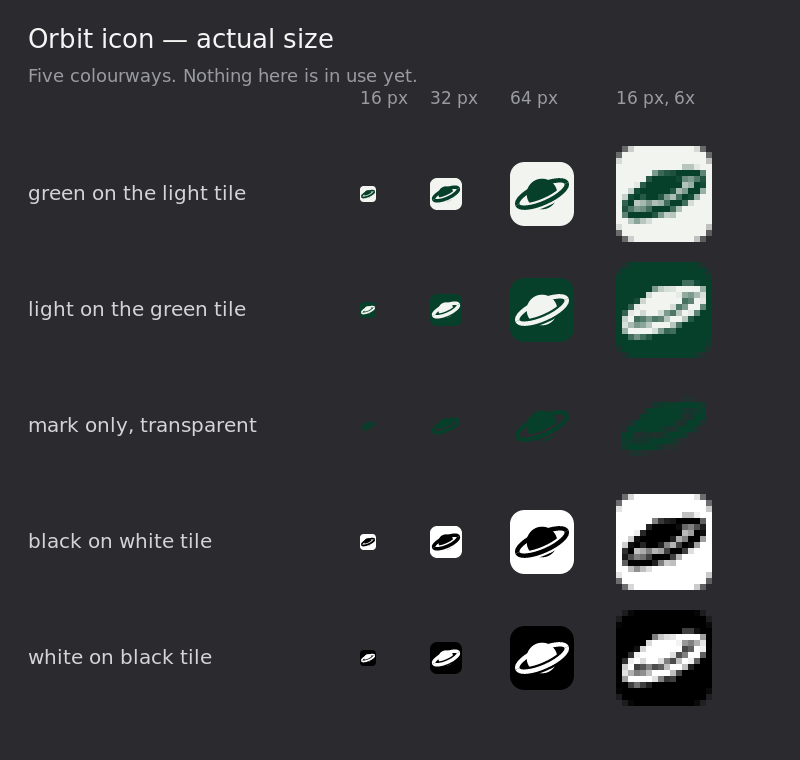 Orbit icon — actual size
Five colourways. Nothing here is in use yet.
16 px 32 px 64 px 16 px, 6x
green on the light tile
light on the green tile
mark only, transparent
black on white tile
white on black tile